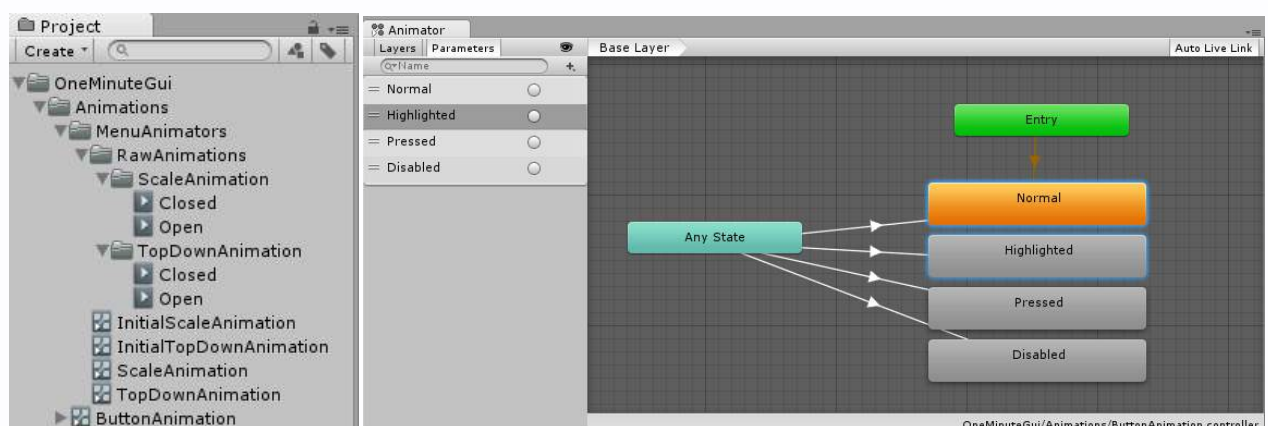 Project
Create
OneMinuteGui
Animations
MenuAnimators
RawAnimations
ScaleAnimation
Closed
Open
TopDownAnimation
Closed
Open
InitialScaleAnimation
InitialTopDownAnimation
ScaleAnimation
TopDownAnimation
ButtonAnimation
Animator
Layers Parameters
Base Layer
Auto Live Link
Name
Normal
Highlighted
Pressed
Disabled
Entry
Normal
Any State
Highlighted
Pressed
Disabled
OneMinuteGui/Animations/ButtonAnimation.controller